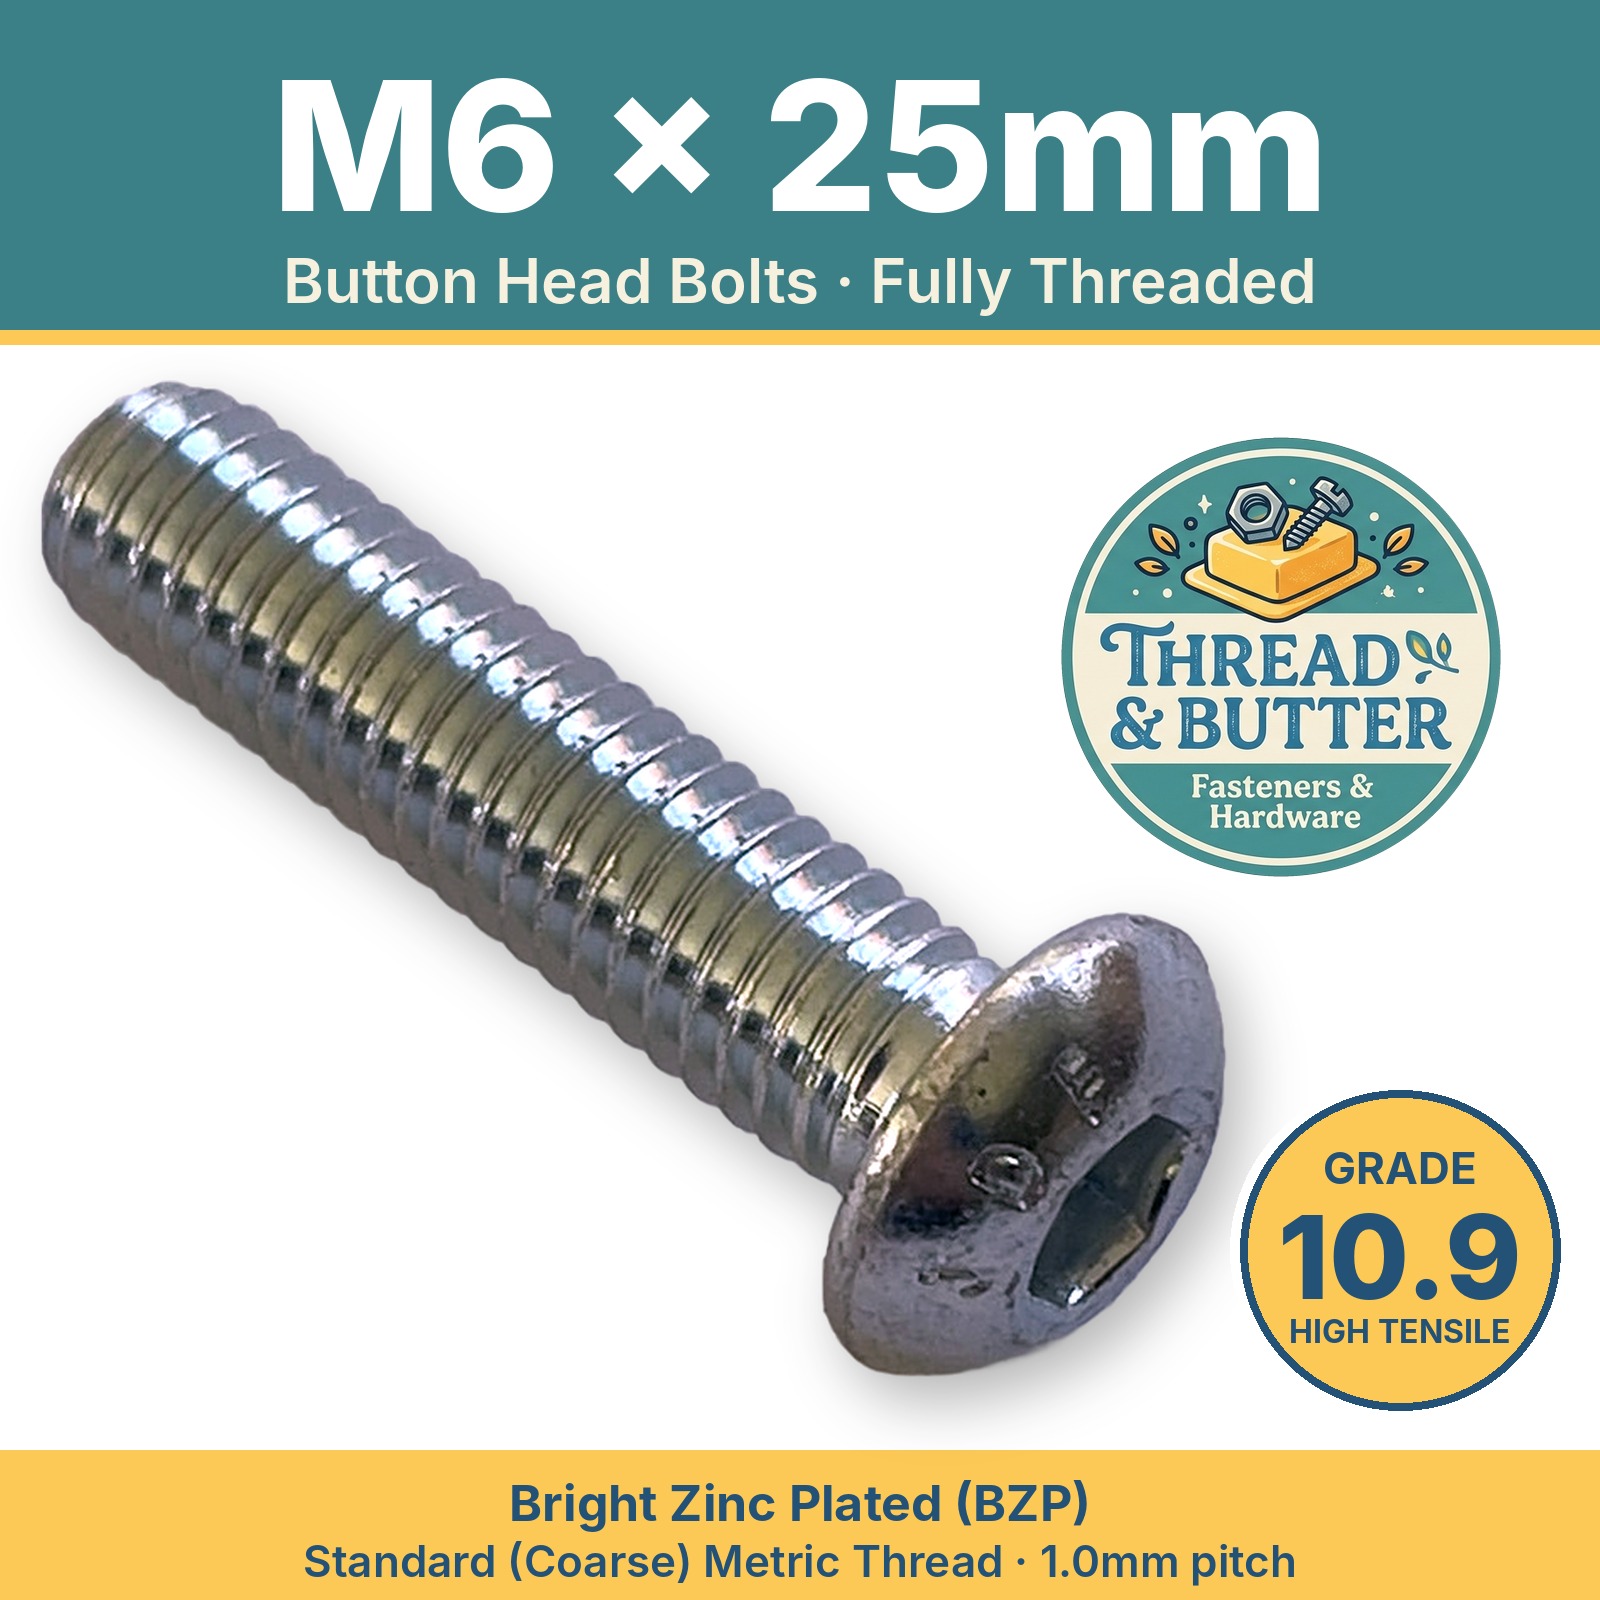 M6 × 25mm
Button Head Bolts · Fully Threaded
THREAD
& BUTTER
Fasteners &
Hardware
GRADE
10.9
HIGH TENSILE
Bright Zinc Plated (BZP)
Standard (Coarse) Metric Thread · 1.0mm pitch